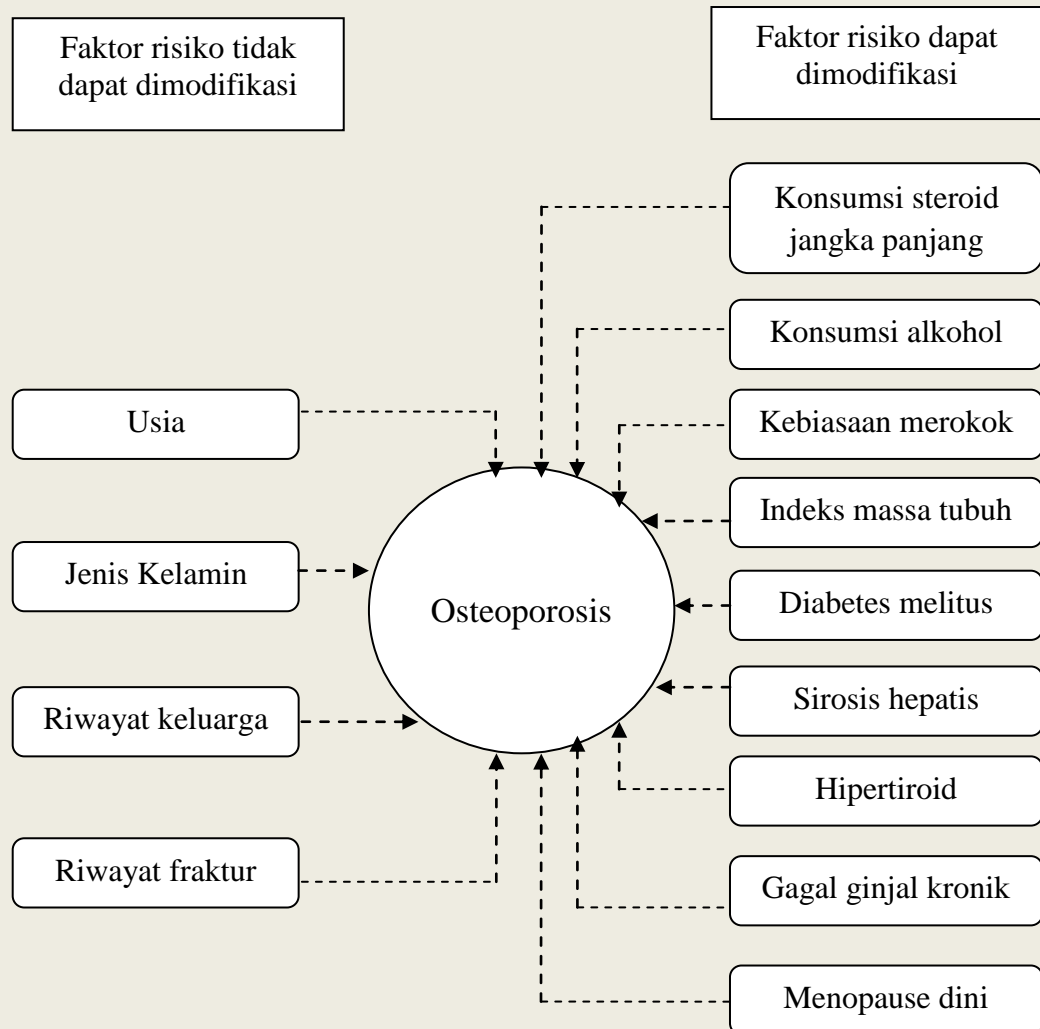 Faktor risiko tidak
dapat dimodifikasi
Faktor risiko dapat
dimodifikasi
Konsumsi steroid
jangka panjang
Konsumsi alkohol
Usia
Kebiasaan merokok
Indeks massa tubuh
Jenis Kelamin
Diabetes melitus
Osteoporosis
Riwayat keluarga
Sirosis hepatis
Hipertiroid
Riwayat fraktur
Gagal ginjal kronik
Menopause dini